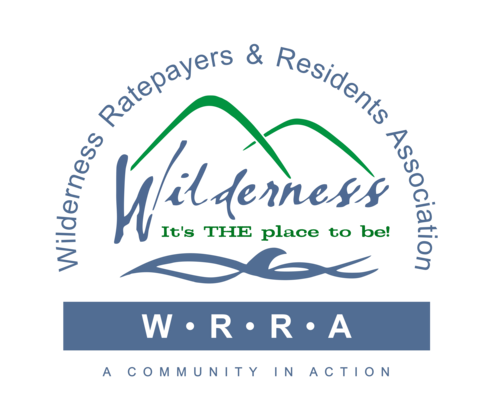 Wilderness Ratepayers & Residents Association
Wilderness
It's THE place to be!
W•R•R•A
A COMMUNITY IN ACTION